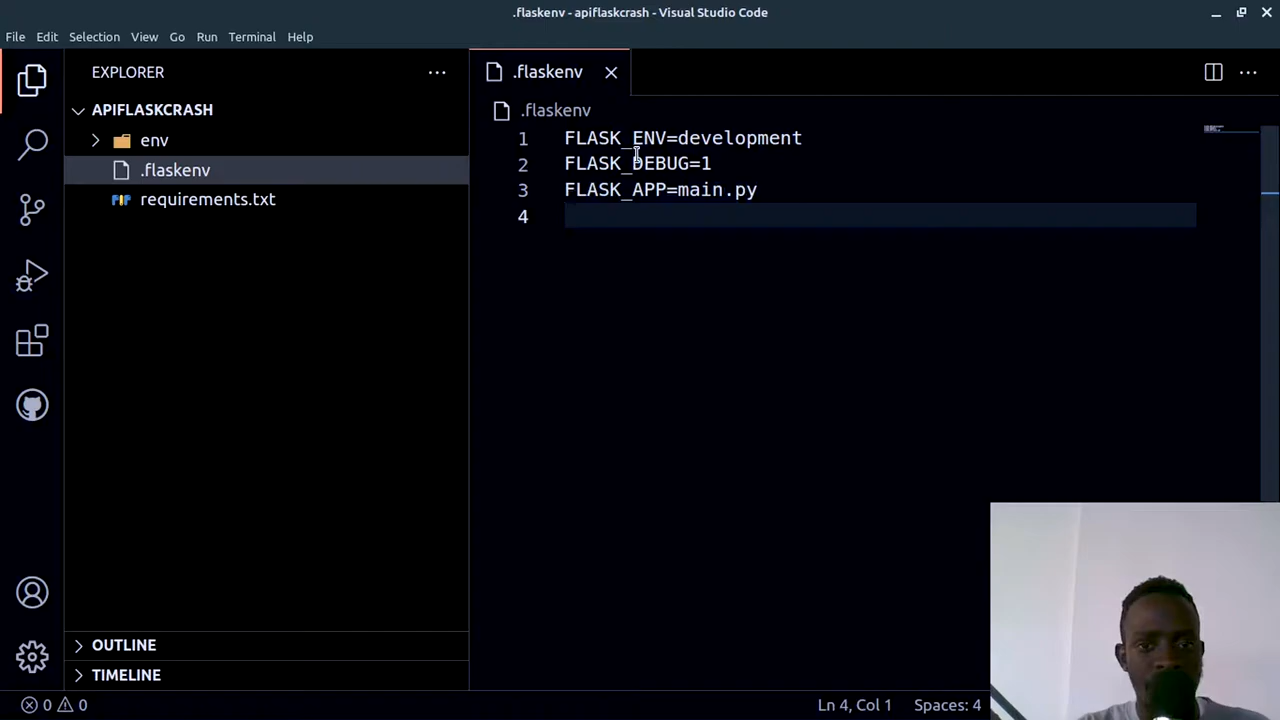 .flaskenv - apiflaskcrash - Visual Studio Code
File Edit Selection View Go Run Terminal Help
EXPLORER
.flaskenv
APIFLASKCRASH
.flaskenv
env
.flaskenv
requirements.txt
1 FLASK_ENV=development
2 FLASK_DEBUG=1
3 FLASK_APP=main.py
4
OUTLINE
TIMELINE
0 0
Ln 4, Col 1 Spaces: 4